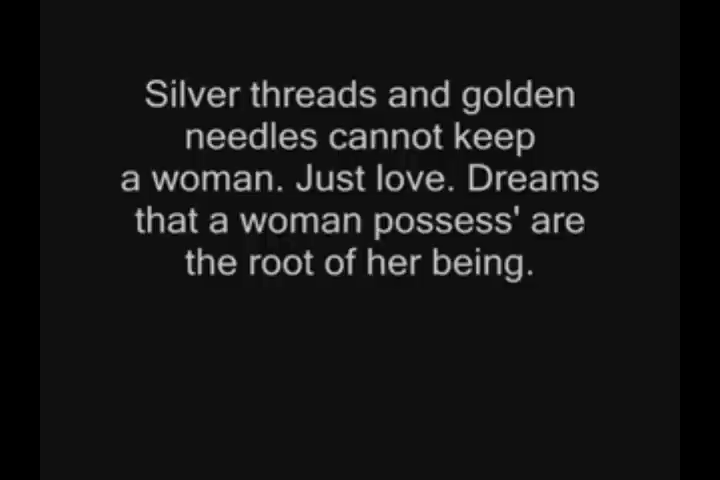 Silver threads and golden
needles cannot keep
a woman. Just love. Dreams
that a woman possess' are
the root of her being.